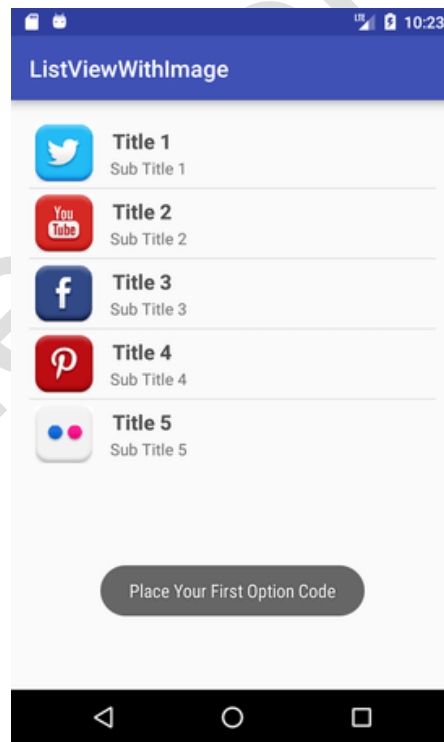 LTE 10:23
ListViewWithImage
Title 1
Sub Title 1
You
Tube
Title 2
Sub Title 2
f
Title 3
Sub Title 3
Title 4
Sub Title 4
Title 5
Sub Title 5
Place Your First Option Code